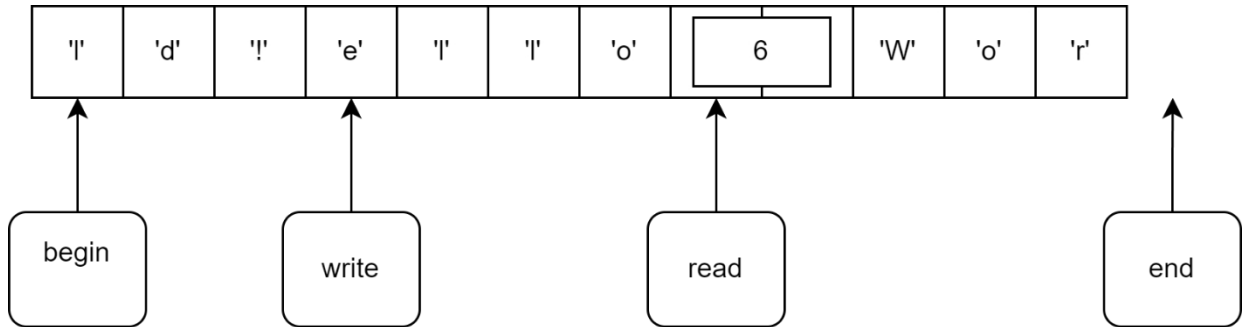 'l' 'd' '!' 'e' 'l' 'l' 'o' 6 'W' 'o' 'r'
begin write read end